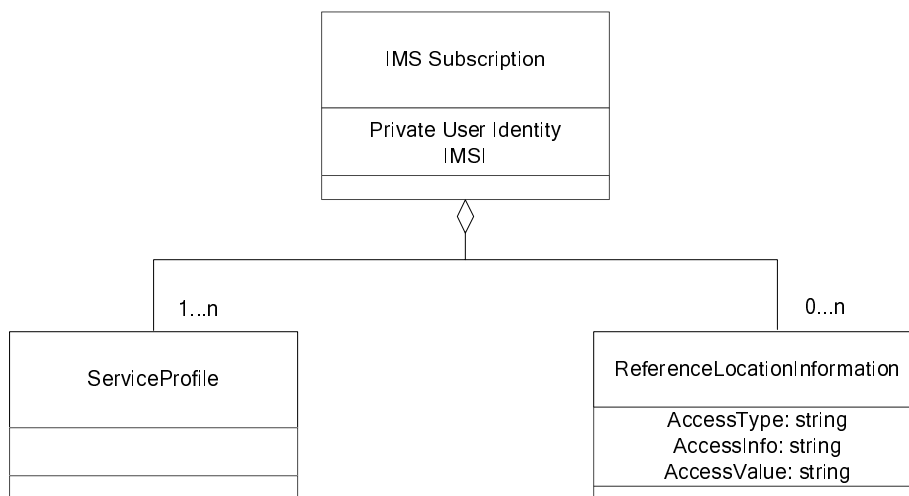 IMS Subscription
Private User Identity
IMSI
1...n
0...n
ServiceProfile
ReferenceLocationInformation
AccessType: string
AccessInfo: string
AccessValue: string